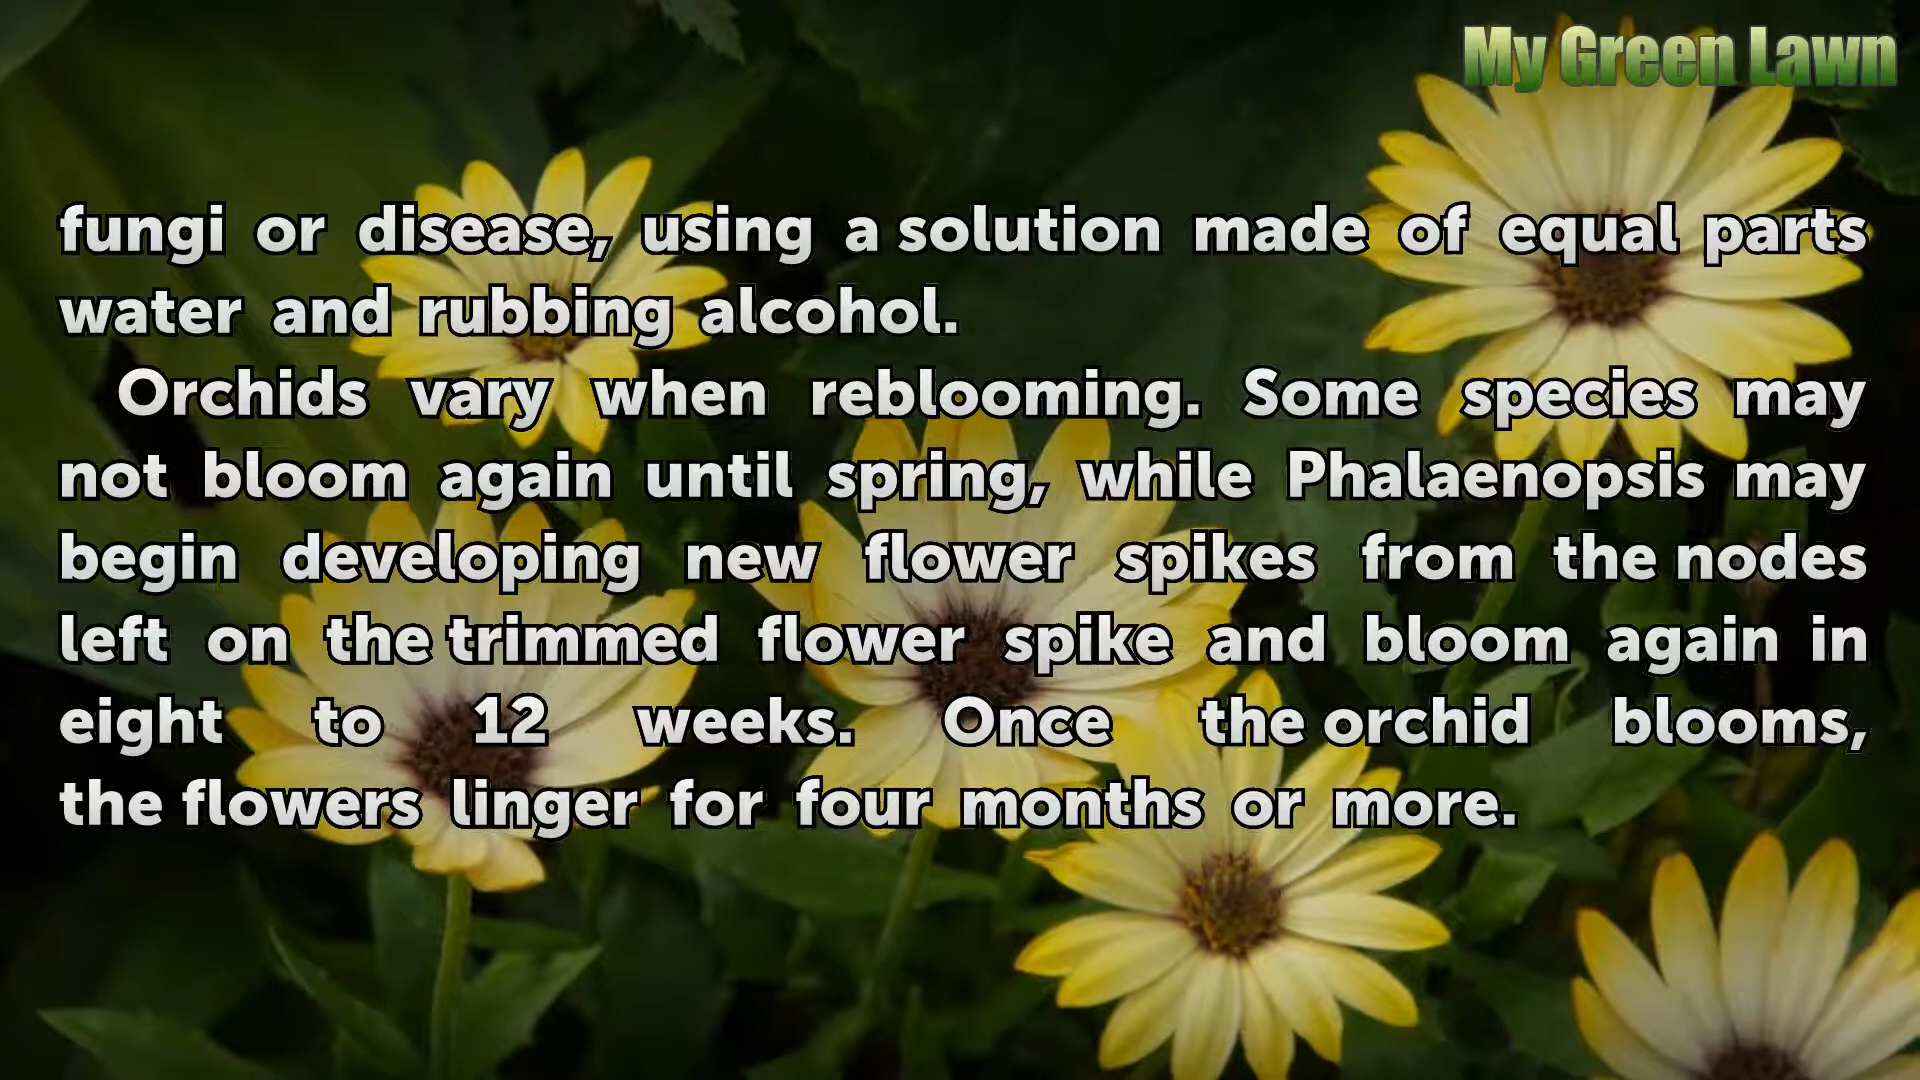 My Green Lawn
fungi or disease, using a solution made of equal parts
water and rubbing alcohol.
Orchids vary when reblooming. Some species may
not bloom again until spring, while Phalaenopsis may
begin developing new flower spikes from the nodes
left on the trimmed flower spike and bloom again in
eight to 12 weeks. Once the orchid blooms,
the flowers linger for four months or more.